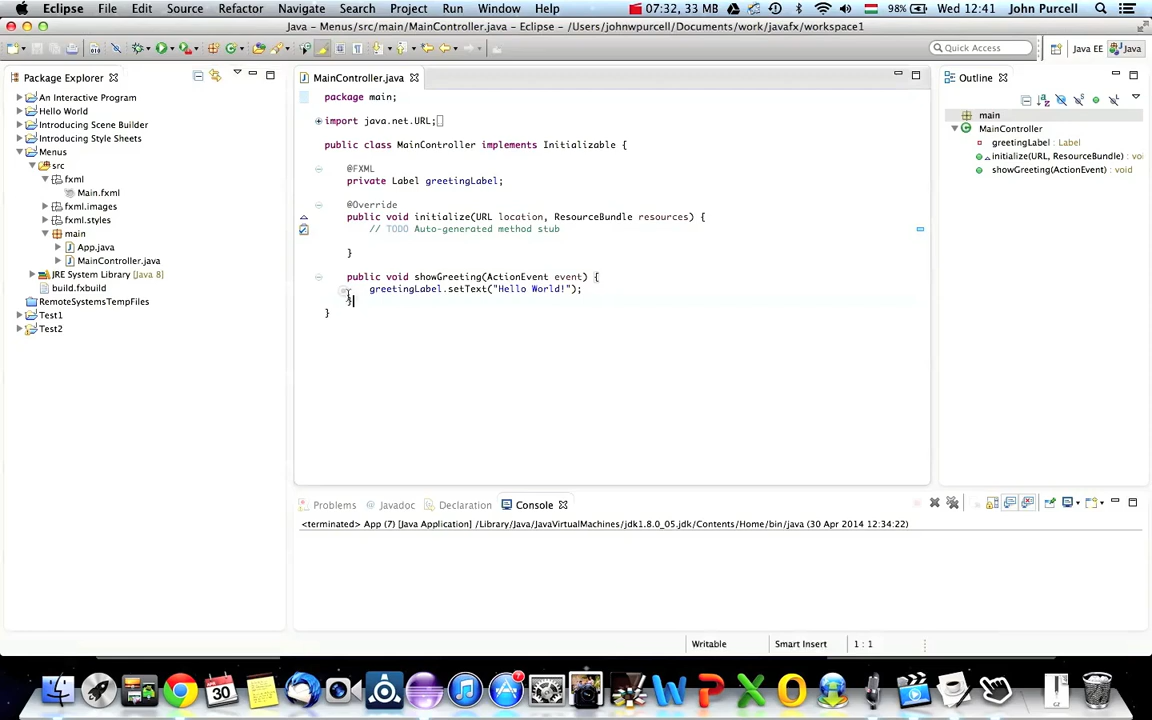 Eclipse File Edit Source Refactor Navigate Search Project Run Window Help 07:32, 33 MB 98% Wed 12:41 John Purcell
Java - Menus/src/main/MainController.java - Eclipse - /Users/johnwpurcell/Documents/work/javafx/workspace1
Quick Access Java EE Java
Package Explorer
An Interactive Program
Hello World
Introducing Scene Builder
Introducing Style Sheets
Menus
src
fxml
Main.fxml
fxml.images
fxml.styles
main
App.java
MainController.java
JRE System Library [Java 8]
build.fxbuild
RemoteSystemsTempFiles
Test1
Test2
MainController.java
package main;
import java.net.URL;
public class MainController implements Initializable {
@FXML
private Label greetingLabel;
@Override
public void initialize(URL location, ResourceBundle resources) {
// TODO Auto-generated method stub
}
public void showGreeting(ActionEvent event) {
greetingLabel.setText("Hello World!");
}
}
Outline
main
MainController
greetingLabel : Label
initialize(URL, ResourceBundle) : vo
showGreeting(ActionEvent) : void
Problems Javadoc Declaration Console
<terminated> App (7) [Java Application] /Library/Java/JavaVirtualMachines/jdk1.8.0_05.jdk/Contents/Home/bin/java (30 Apr 2014 12:34:22)
Writable Smart Insert 1 : 1
APR
30
7